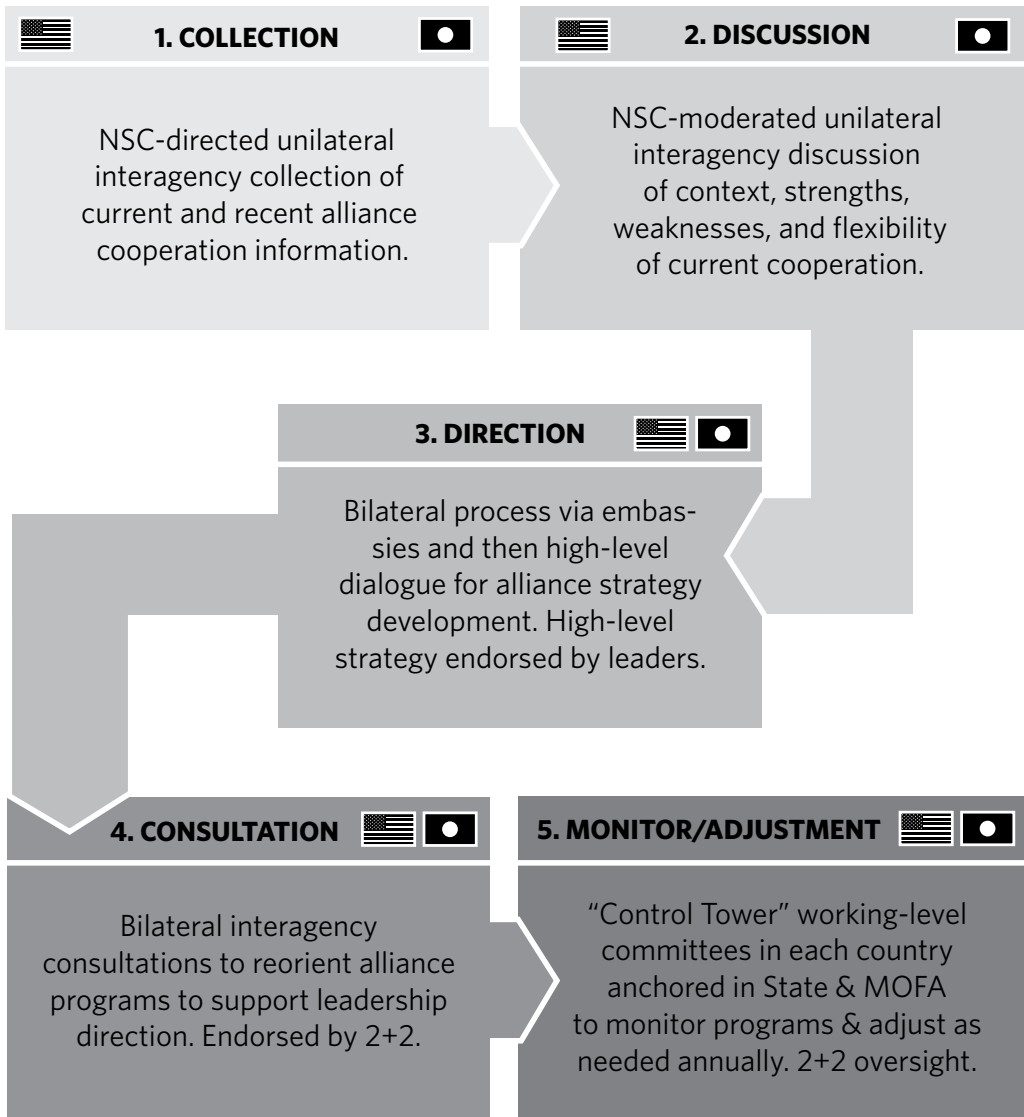 1. COLLECTION
NSC-directed unilateral
interagency collection of
current and recent alliance
cooperation information.
2. DISCUSSION
NSC-moderated unilateral
interagency discussion
of context, strengths,
weaknesses, and flexibility
of current cooperation.
3. DIRECTION
Bilateral process via embas-
sies and then high-level
dialogue for alliance strategy
development. High-level
strategy endorsed by leaders.
4. CONSULTATION
Bilateral interagency
consultations to reorient alliance
programs to support leadership
direction. Endorsed by 2+2.
5. MONITOR/ADJUSTMENT
“Control Tower” working-level
committees in each country
anchored in State & MOFA
to monitor programs & adjust as
needed annually. 2+2 oversight.